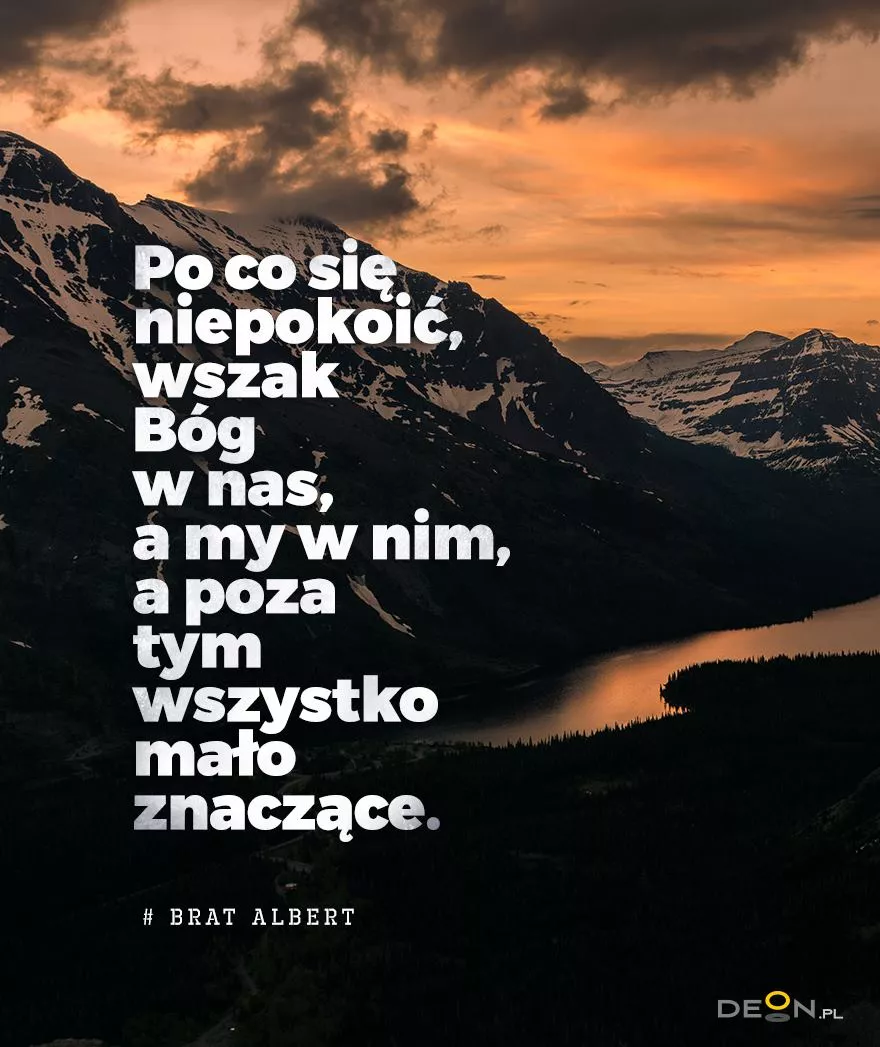 Po co się
niepokoić,
wszak
Bóg
w nas,
a my w nim,
a poza
tym
wszystko
mało
znaczące.
# BRAT ALBERT
DEON.PL